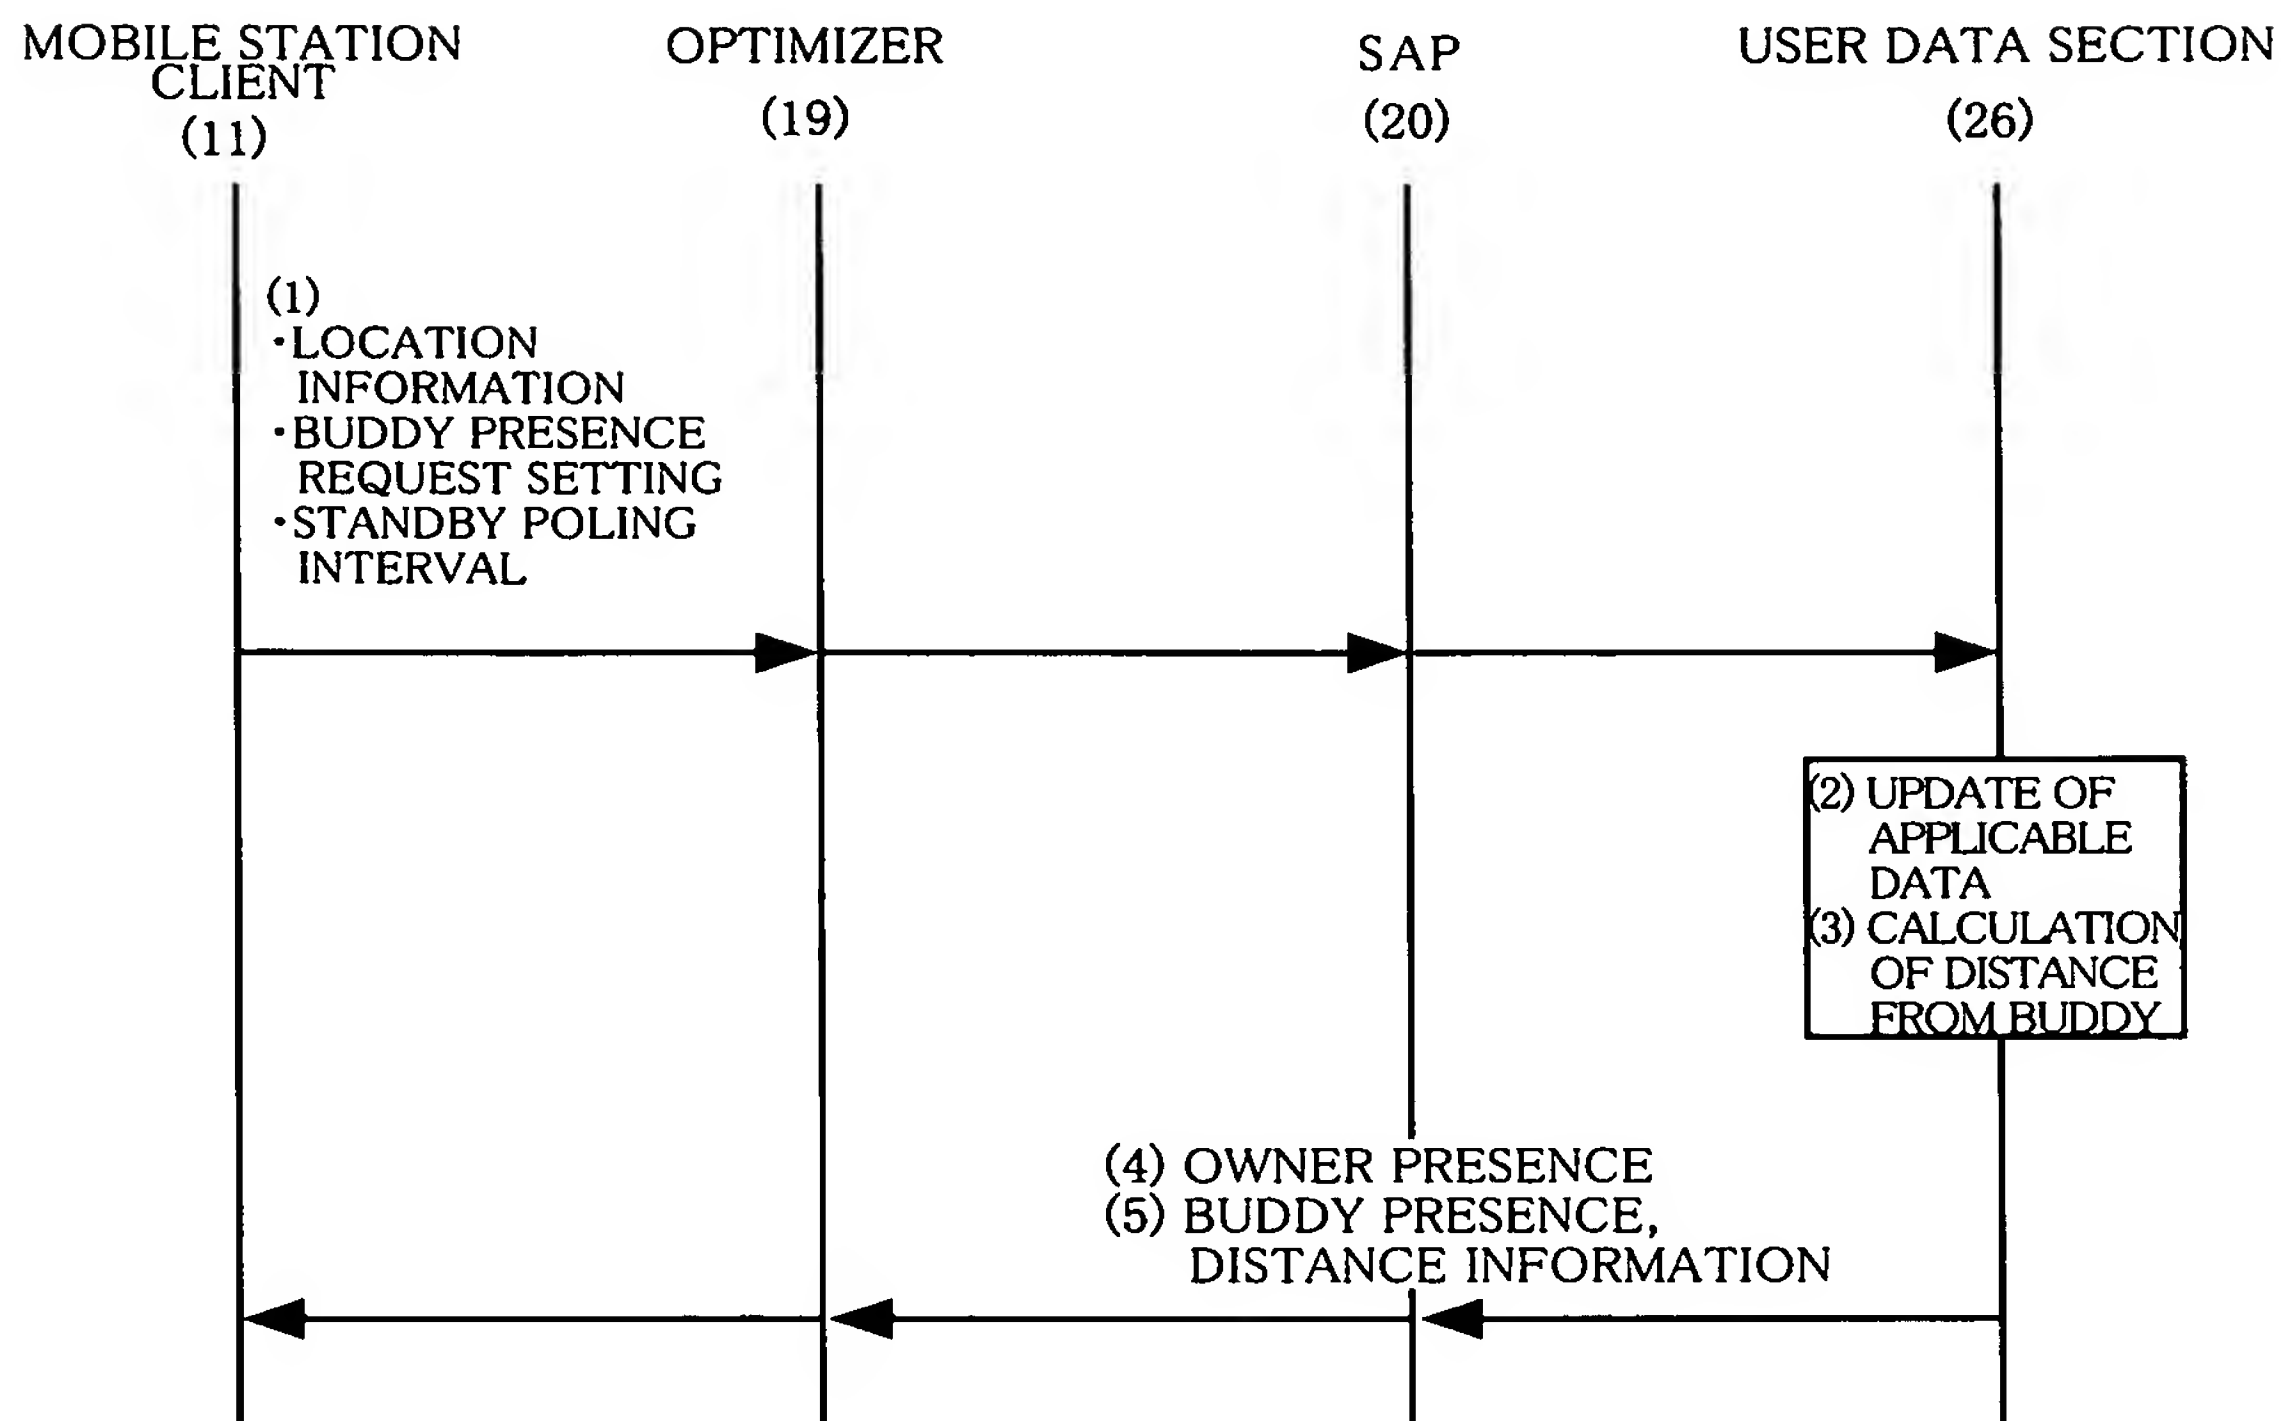 MOBILE STATION
CLIENT
(11)
OPTIMIZER
(19)
SAP
(20)
USER DATA SECTION
(26)
(1)
·LOCATION
INFORMATION
·BUDDY PRESENCE
REQUEST SETTING
·STANDBY POLING
INTERVAL
(2) UPDATE OF
APPLICABLE
DATA
(3) CALCULATION
OF DISTANCE
FROM BUDDY
(4) OWNER PRESENCE
(5) BUDDY PRESENCE,
DISTANCE INFORMATION